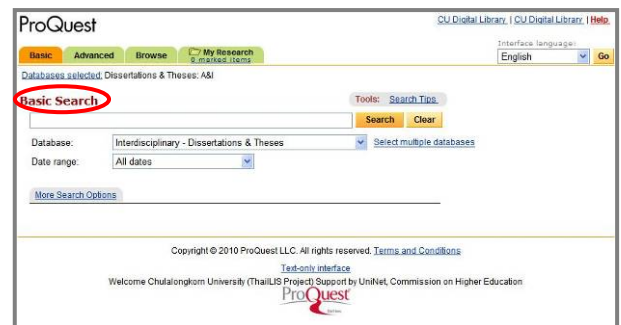 ProQuest
CU Digital Library | CU Digital Library | Help
Interface language:
English Go
Basic Advanced Browse My Research
0 marked items
Databases selected: Dissertations & Theses: A&I
Basic Search
Tools: Search Tips
Search Clear
Database: Interdisciplinary - Dissertations & Theses Select multiple databases
Date range: All dates
More Search Options
Copyright © 2010 ProQuest LLC. All rights reserved. Terms and Conditions
Text-only interface
Welcome Chulalongkorn University (ThailLIS Project) Support by UniNet, Commission on Higher Education
ProQuest